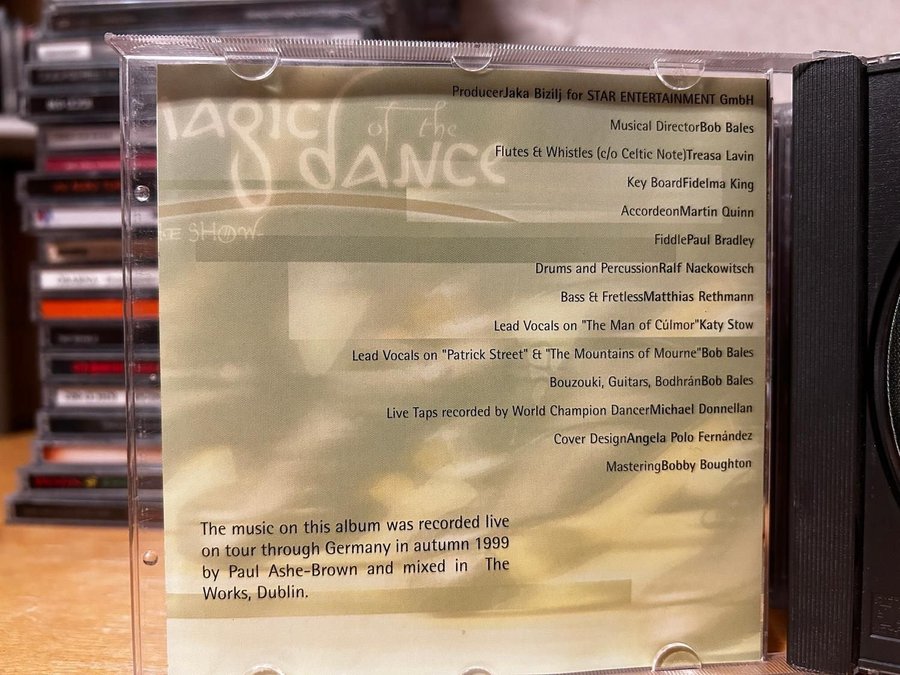 magic of the
dance
KE SHOW
ProducerJaka Bizilj for STAR ENTERTAINMENT GmbH
Musical DirectorBob Bales
Flutes & Whistles (c/o Celtic Note)Treasa Lavin
Key BoardFidelma King
AccordeonMartin Quinn
FiddlePaul Bradley
Drums and PercussionRalf Nackowitsch
Bass & FretlessMatthias Rethmann
Lead Vocals on "The Man of Cúlmor"Katy Stow
Lead Vocals on "Patrick Street" & "The Mountains of Mourne"Bob Bales
Bouzouki, Guitars, BodhránBob Bales
Live Taps recorded by World Champion DancerMichael Donnellan
Cover DesignAngela Polo Fernández
MasteringBobby Boughton
The music on this album was recorded live
on tour through Germany in autumn 1999
by Paul Ashe-Brown and mixed in The
Works, Dublin.